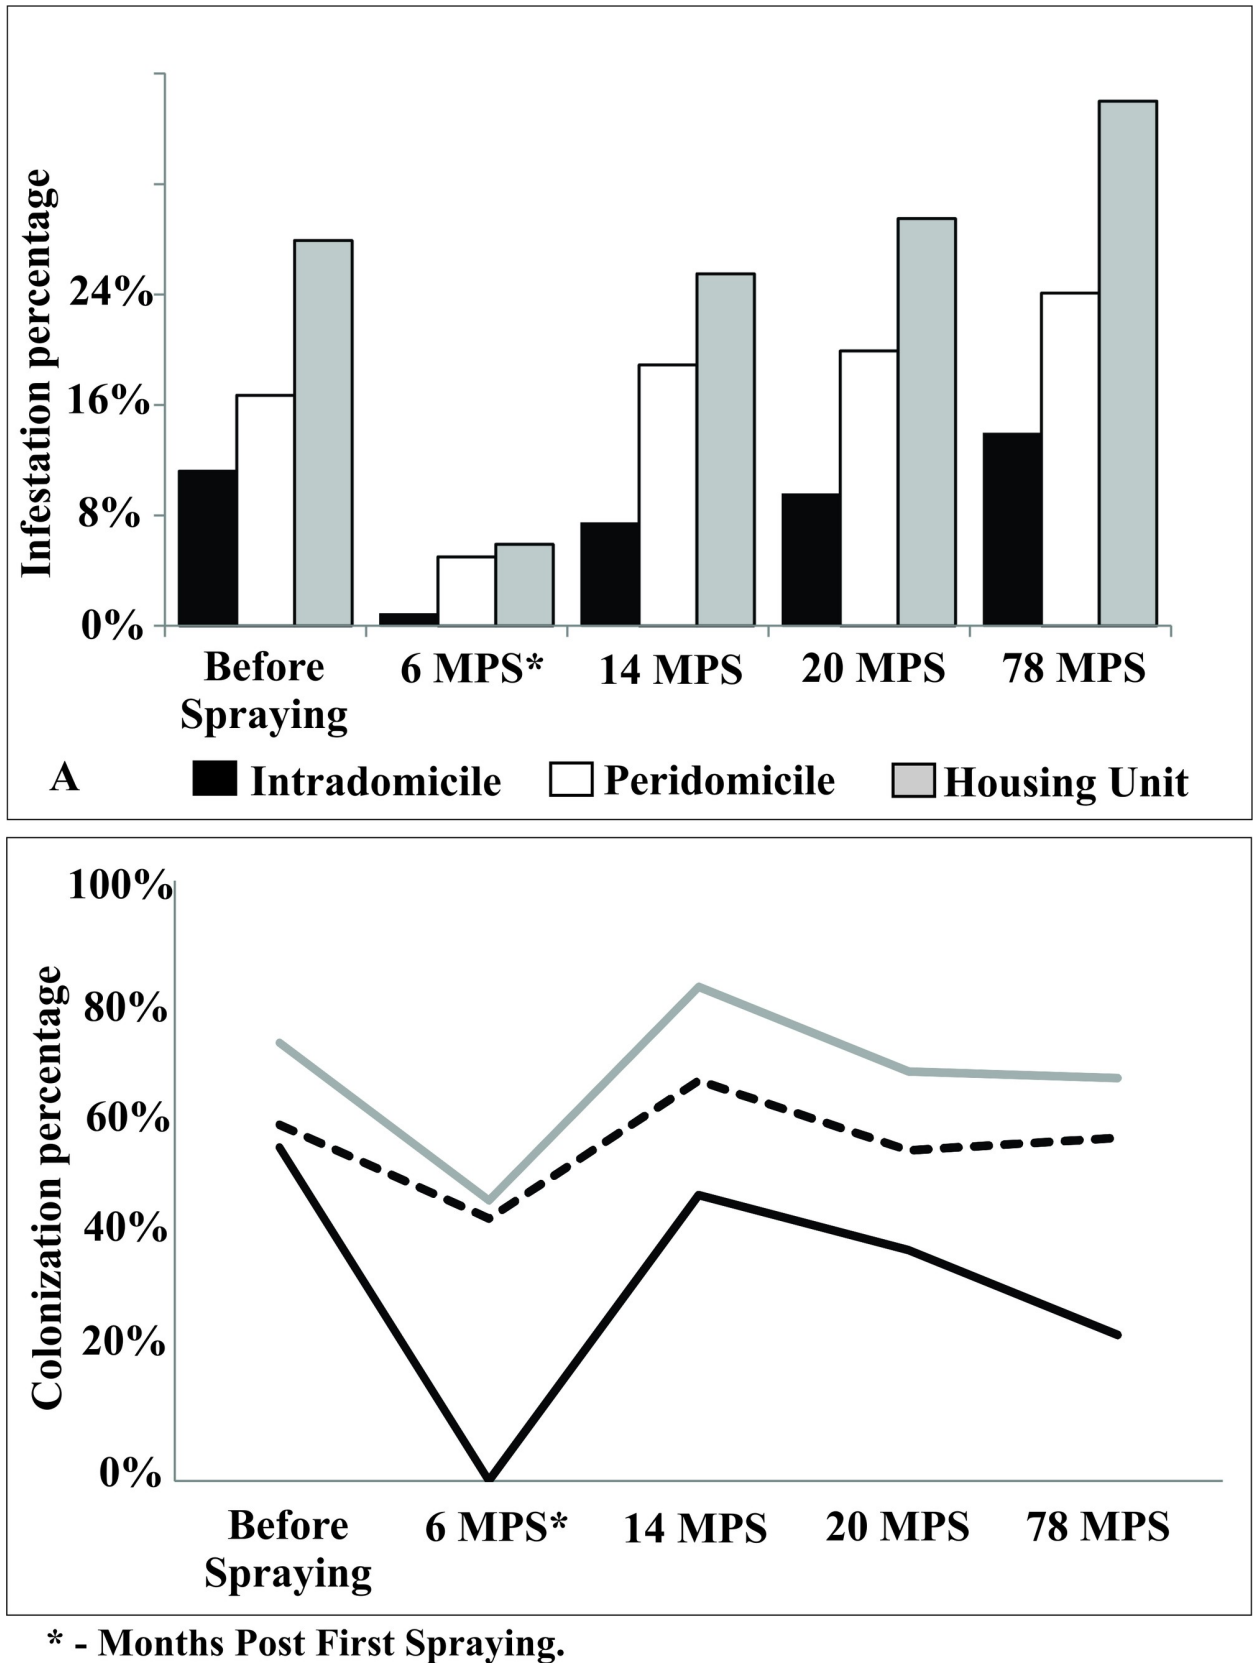 Infestation percentage
24%
16%
8%
0%
Before
Spraying
6 MPS*
14 MPS
20 MPS
78 MPS
A
Intradomicile
Peridomicile
Housing Unit
Colonization percentage
100%
80%
60%
40%
20%
0%
Before
Spraying
6 MPS*
14 MPS
20 MPS
78 MPS
* - Months Post First Spraying.